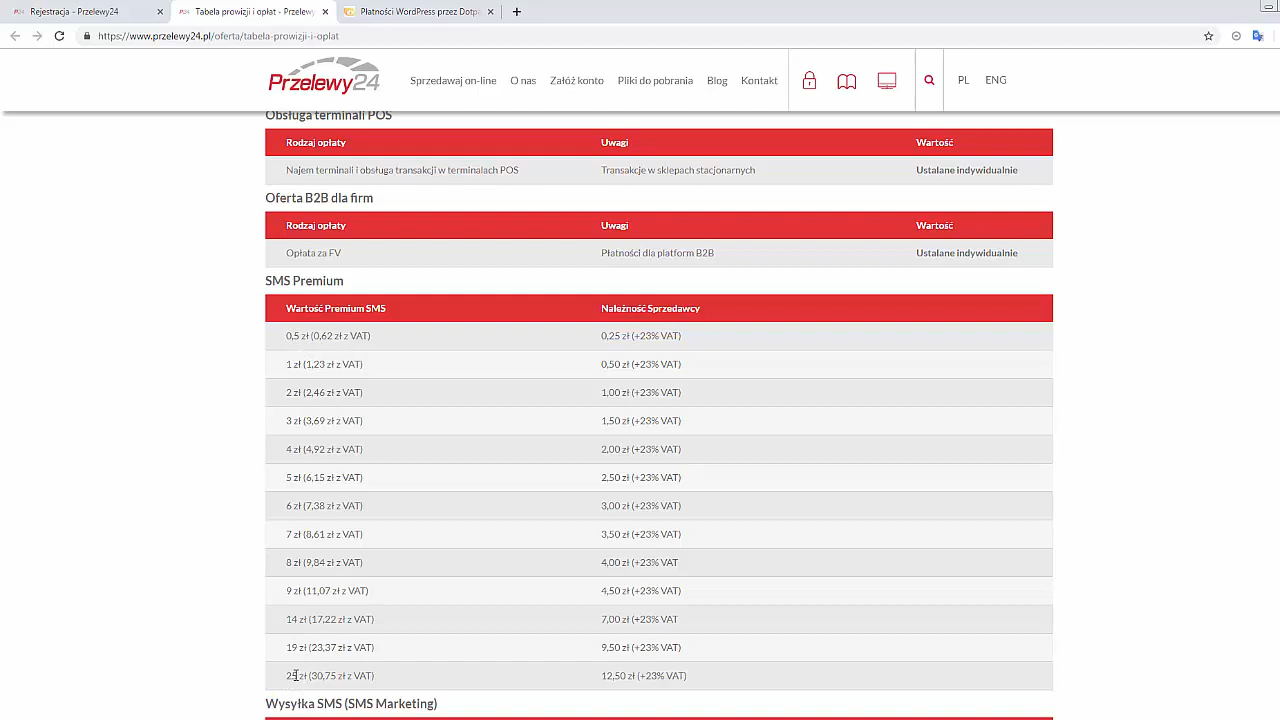 Rejestracja - Przelewy24
Tabela prowizji i opłat - Przelewy
Płatności WordPress przez Dotpa
https://www.przelewy24.pl/oferta/tabela-prowizji-i-oplat
Przelewy24
Sprzedawaj on-line O nas Załóż konto Pliki do pobrania Blog Kontakt PL ENG
Obsługa terminali POS
Rodzaj opłaty Uwagi Wartość
Najem terminali i obsługa transakcji w terminalach POS Transakcje w sklepach stacjonarnych Ustalane indywidualnie
Oferta B2B dla firm
Rodzaj opłaty Uwagi Wartość
Opłata za FV Płatności dla platform B2B Ustalane indywidualnie
SMS Premium
Wartość Premium SMS Należność Sprzedawcy
0,5 zł (0,62 zł z VAT) 0,25 zł (+23% VAT)
1 zł (1,23 zł z VAT) 0,50 zł (+23% VAT)
2 zł (2,46 zł z VAT) 1,00 zł (+23% VAT)
3 zł (3,69 zł z VAT) 1,50 zł (+23% VAT)
4 zł (4,92 zł z VAT) 2,00 zł (+23% VAT)
5 zł (6,15 zł z VAT) 2,50 zł (+23% VAT)
6 zł (7,38 zł z VAT) 3,00 zł (+23% VAT)
7 zł (8,61 zł z VAT) 3,50 zł (+23% VAT)
8 zł (9,84 zł z VAT) 4,00 zł (+23% VAT
9 zł (11,07 zł z VAT) 4,50 zł (+23% VAT)
14 zł (17,22 zł z VAT) 7,00 zł (+23% VAT
19 zł (23,37 zł z VAT) 9,50 zł (+23% VAT)
25 zł (30,75 zł z VAT) 12,50 zł (+23% VAT)
Wysyłka SMS (SMS Marketing)